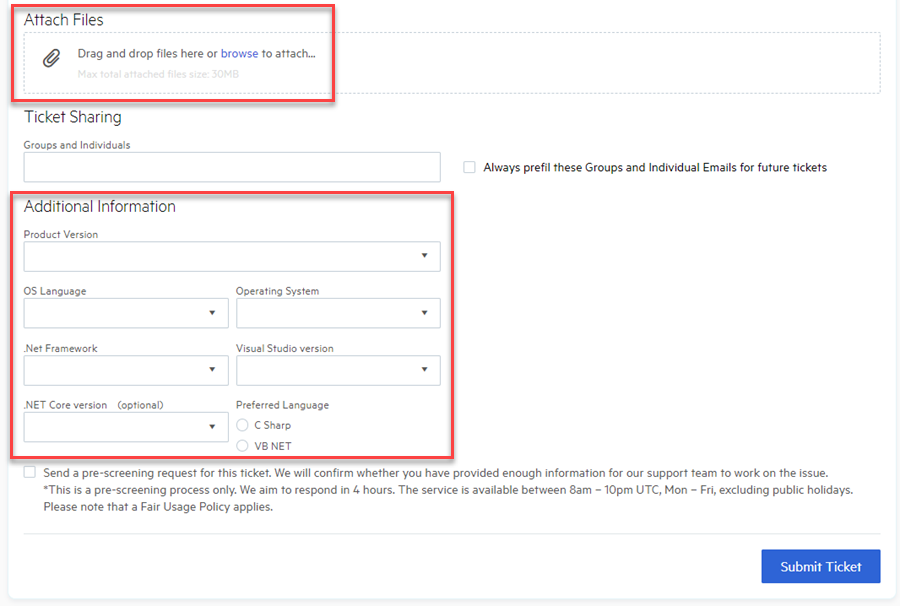 Attach Files
Drag and drop files here or browse to attach...
Max total attached files size: 30MB
Ticket Sharing
Groups and Individuals
Always prefil these Groups and Individual Emails for future tickets
Additional Information
Product Version
OS Language
Operating System
.Net Framework
Visual Studio version
.NET Core version (optional)
Preferred Language
C Sharp
VB NET
Send a pre-screening request for this ticket. We will confirm whether you have provided enough information for our support team to work on the issue.
*This is a pre-screening process only. We aim to respond in 4 hours. The service is available between 8am – 10pm UTC, Mon – Fri, excluding public holidays.
Please note that a Fair Usage Policy applies.
Submit Ticket